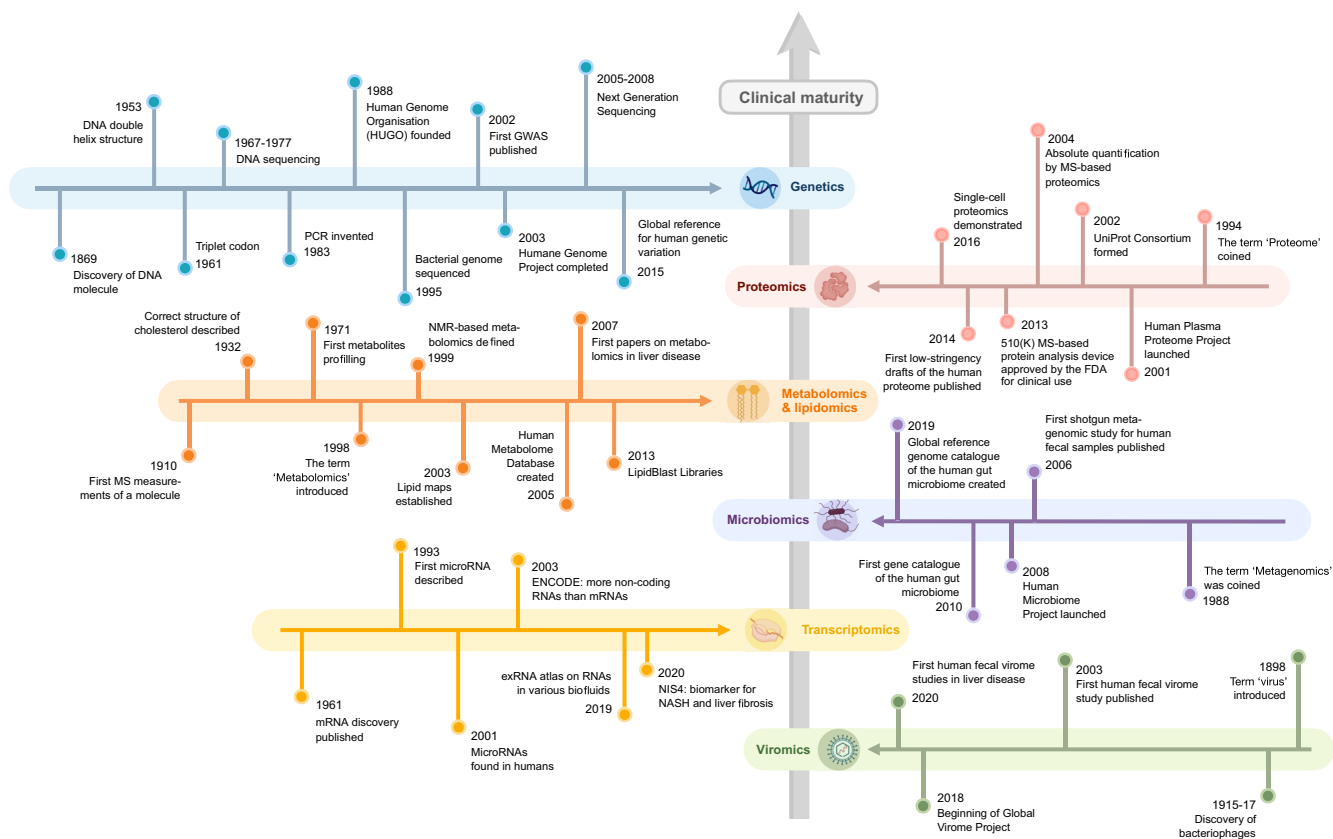 Clinical maturity
1953
DNA double
helix structure
1967-1977
DNA sequencing
1988
Human Genome
Organisation
(HUGO) founded
2002
First GWAS
published
2005-2008
Next Generation
Sequencing
Genetics
1869
Discovery of DNA
molecule
Triplet codon
1961
PCR invented
1983
Bacterial genome
sequenced
1995
2003
Humane Genome
Project completed
Global reference
for human genetic
variation
2015
2004
Absolute quantification
by MS-based
proteomics
Single-cell
proteomics
demonstrated
2016
2002
UniProt Consortium
formed
1994
The term ‘Proteome’
coined
Proteomics
2014
First low-stringency
drafts of the human
proteome published
2013
510(K) MS-based
protein analysis device
approved by the FDA
for clinical use
Human Plasma
Proteome Project
launched
2001
Correct structure of
cholesterol described
1932
1971
First metabolites
profilling
NMR-based meta-
bolomics defined
1999
2007
First papers on metabo-
lomics in liver disease
Metabolomics
& lipidomics
1910
First MS measure-
ments of a molecule
1998
The term
‘Metabolomics’
introduced
2003
Lipid maps
established
Human
Metabolome
Database
created
2005
2013
LipidBlast Libraries
2019
Global reference
genome catalogue
of the human gut
microbiome created
First shotgun meta-
genomic study for human
fecal samples published
2006
Microbiomics
First gene catalogue
of the human gut
microbiome
2010
2008
Human
Microbiome
Project launched
The term ‘Metagenomics’
was coined
1988
1993
First microRNA
described
2003
ENCODE: more non-coding
RNAs than mRNAs
Transcriptomics
1961
mRNA discovery
published
2001
MicroRNAs
found in humans
exRNA atlas on RNAs
in various biofluids
2019
2020
NIS4: biomarker for
NASH and liver fibrosis
First human fecal virome
studies in liver disease
2020
2003
First human fecal virome
study published
1898
Term ‘virus’
introduced
Viromics
2018
Beginning of Global
Virome Project
1915-17
Discovery of
bacteriophages